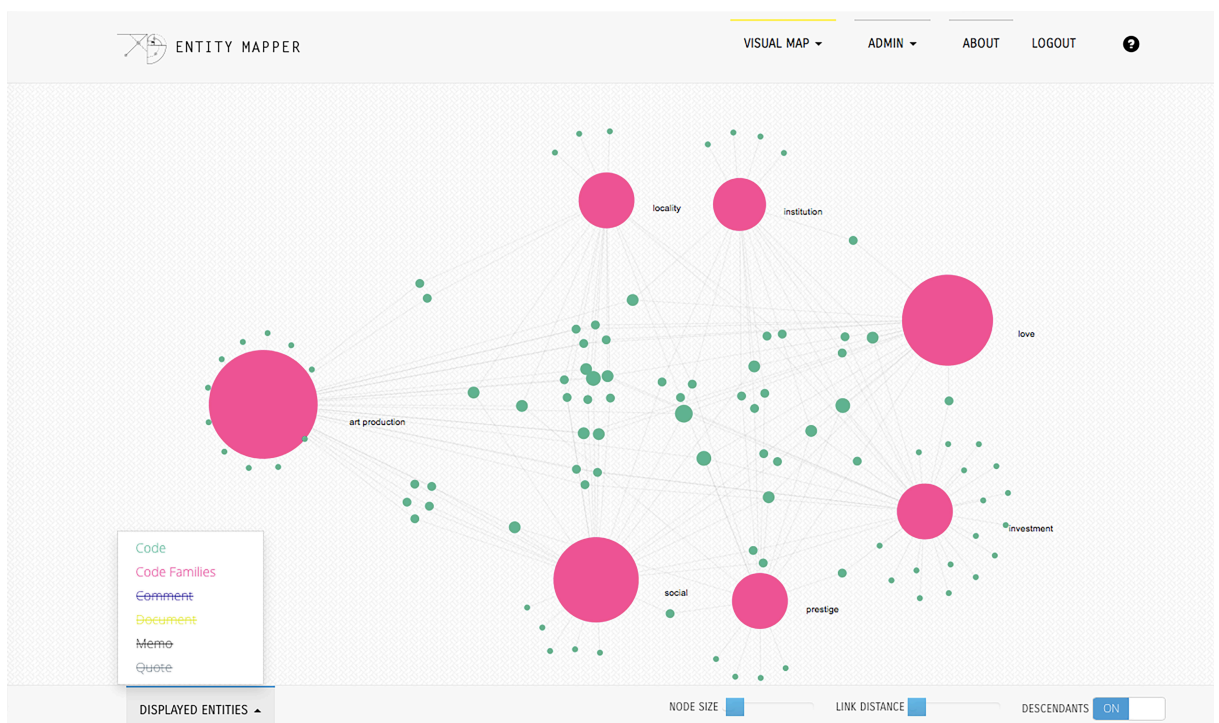 ENTITY MAPPER
VISUAL MAP
ADMIN
ABOUT
LOGOUT
?
locality
institution
love
art production
investment
social
prestige
Code
Code Families
Comment
Document
Memo
Quote
DISPLAYED ENTITIES
NODE SIZE
LINK DISTANCE
DESCENDANTS
ON